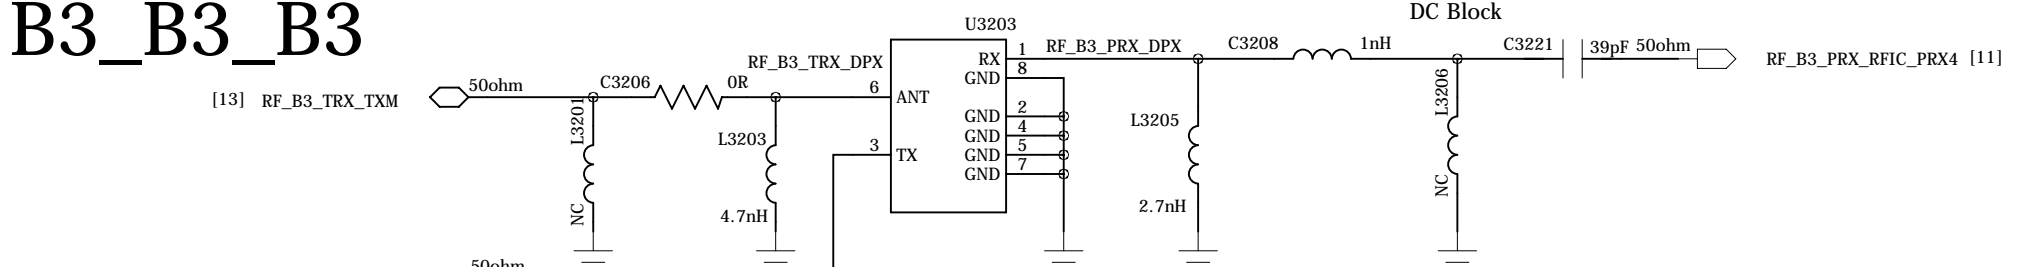 B3_B3_B3
DC Block
U3203
RF_B3_TRX_DPX
1 RF_B3_PRX_DPX
C3208
1nH
C3221
39pF 50ohm
RF_B3_PRX_RFIC_PRX4 [11]
RX
8
GND
[13] RF_B3_TRX_TXM
50ohm
C3206
0R
6
ANT
L3201
L3203
2
GND
4
GND
L3205
L3206
3
TX
5
GND
7
GND
NC
4.7nH
2.7nH
NC
50ohm